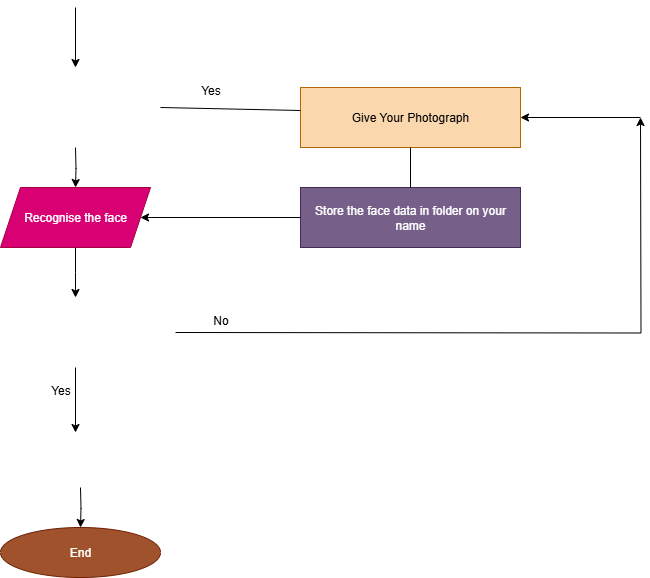 Yes
Give Your Photograph
Recognise the face
Store the face data in folder on your
name
No
Yes
End